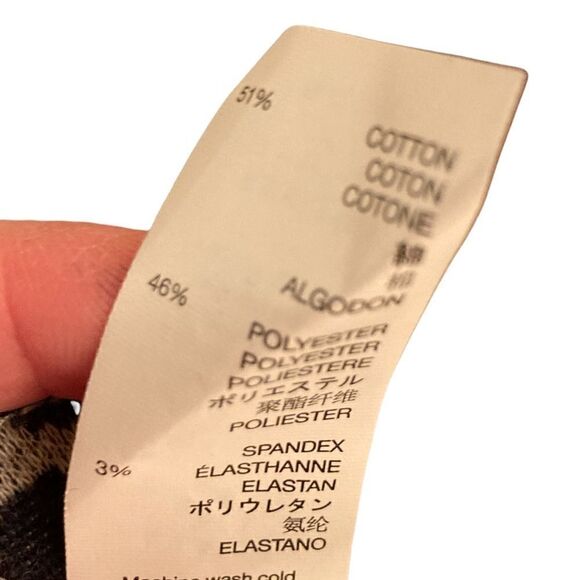 51%
COTTON
COTON
COTONE
綿
棉
ALGODON
46%
POLYESTER
POLYESTER
POLIESTERE
ポリエステル
聚酯纤维
POLIESTER
3%
SPANDEX
ÉLASTHANNE
ELASTAN
ポリウレタン
氨纶
ELASTANO
Machine wash cold